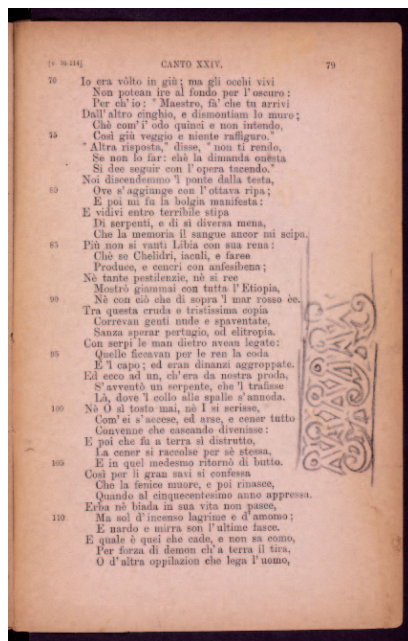 [v. 70-114] CANTO XXIV. 79
70 Io era vòlto in giù; ma gli occhi vivi
Non potean ire al fondo per l' oscuro:
Per ch' io: " Maestro, fa' che tu arrivi
Dall' altro cinghio, e dismontiam lo muro;
Chè com' i' odo quinci e non intendo,
75 Così giù veggio e niente raffiguro."
" Altra risposta," disse, " non ti rendo,
Se non lo far: chè la dimanda onesta
Si dee seguir con l' opera tacendo."
Noi discendemmo 'l ponte dalla testa,
80 Ove s' aggiunge con l' ottava ripa;
E poi mi fu la bolgia manifesta:
E vidivi entro terribile stipa
Di serpenti, e di sì diversa mena,
Che la memoria il sangue ancor mi scipa.
85 Più non si vanti Libia con sua rena:
Chè se Chelidri, iaculi, e faree
Produce, e cencri con anfesibena;
Nè tante pestilenzie, nè sì ree
Mostrò giammai con tutta l' Etiopia,
90 Nè con ciò che di sopra 'l mar rosso èe.
Tra questa cruda e tristissima copia
Correvan genti nude e spaventate,
Sanza sperar pertugio, od elitropia.
Con serpi le man dietro avean legate:
95 Quelle ficcavan per le ren la coda
E 'l capo; ed eran dinanzi aggroppate.
Ed ecco ad un, ch' era da nostra proda,
S' avventò un serpente, che 'l trafisse
Là, dove 'l collo alle spalle s' annoda.
100 Nè O sì tosto mai, nè I si scrisse,
Com' ei s' accese, ed arse, e cener tutto
Convenne che cascando divenisse:
E poi che fu a terra sì distrutto,
La cener si raccolse per sè stessa,
105 E in quel medesmo ritornò di butto.
Così per li gran savi si confessa
Che la fenice muore, e poi rinasce,
Quando al cinquecentesimo anno appressa.
Erba nè biada in sua vita non pasce,
110 Ma sol d' incenso lagrime e d' amomo;
E nardo e mirra son l' ultime fasce.
E quale è quei che cade, e non sa como,
Per forza di demon ch' a terra il tira,
O d' altra oppilazion che lega l' uomo,